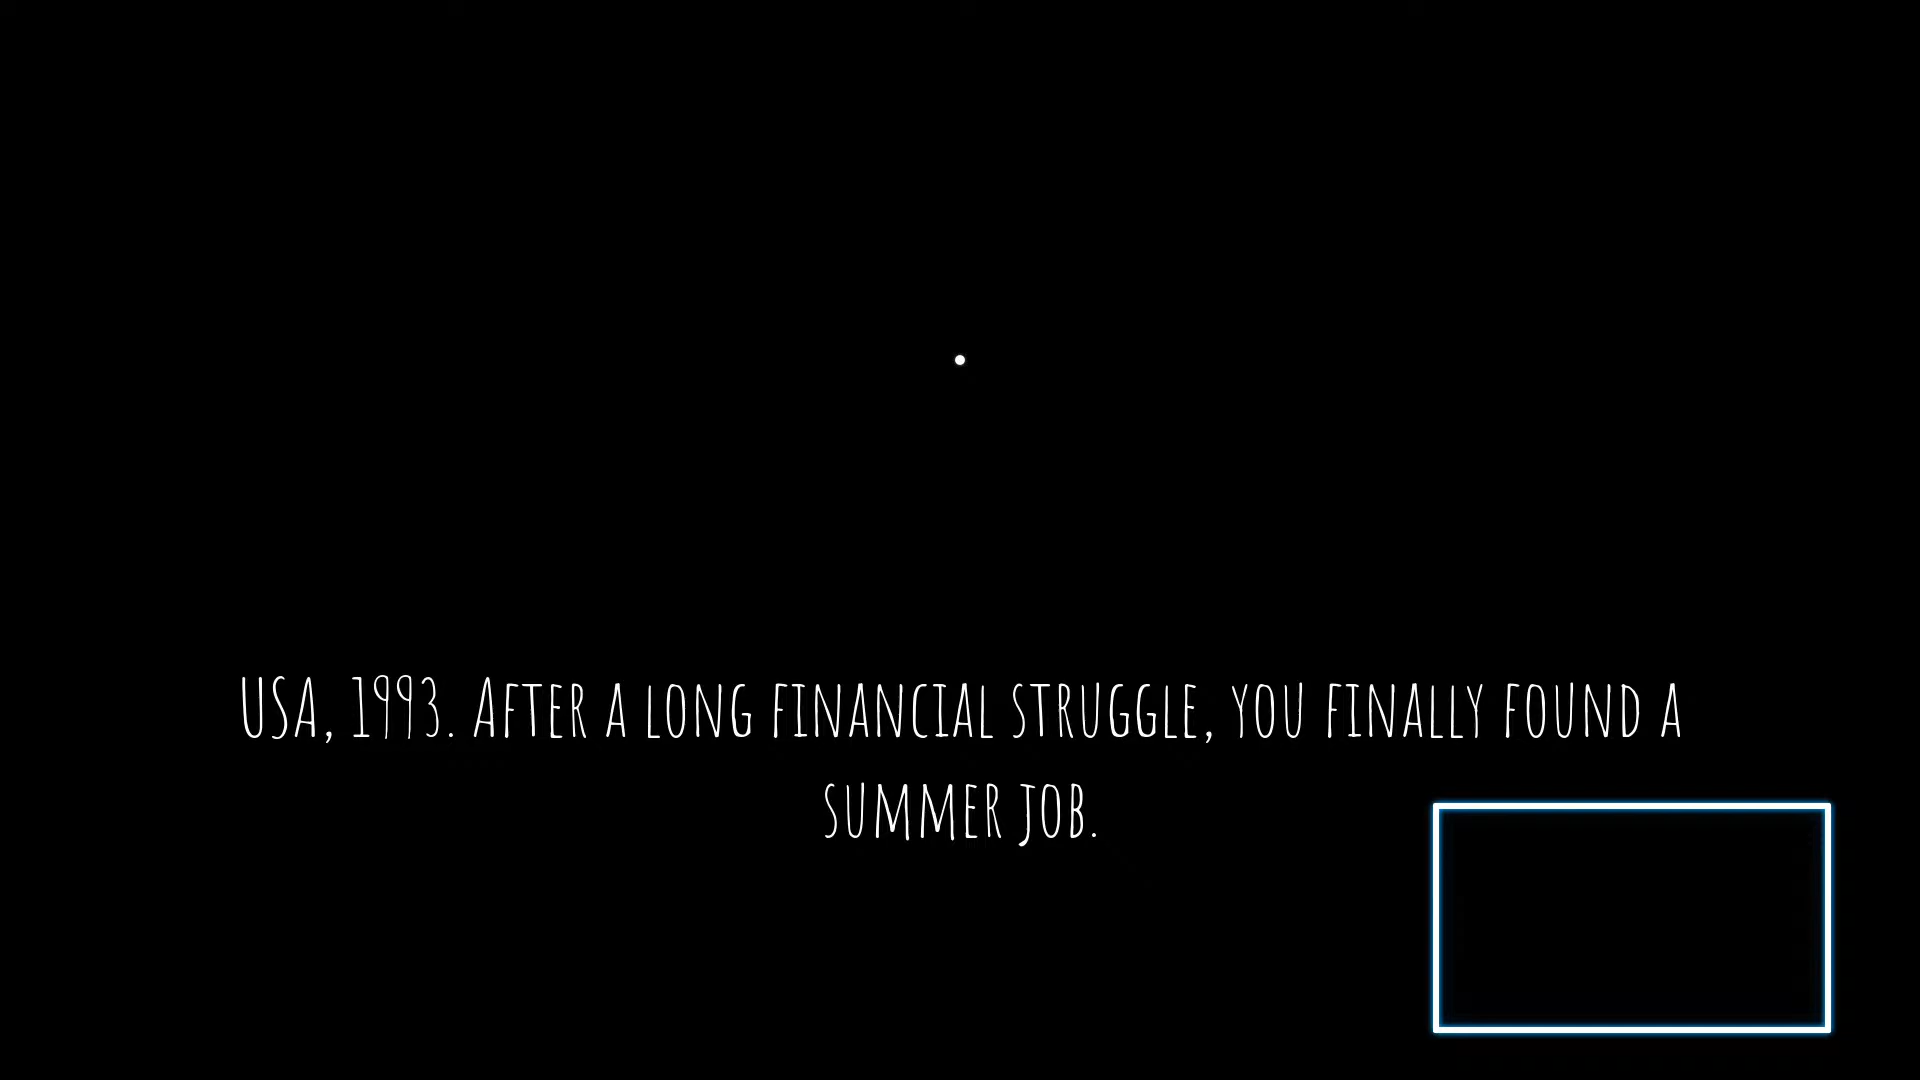 USA, 1993. AFTER A LONG FINANCIAL STRUGGLE, YOU FINALLY FOUND A
SUMMER JOB.